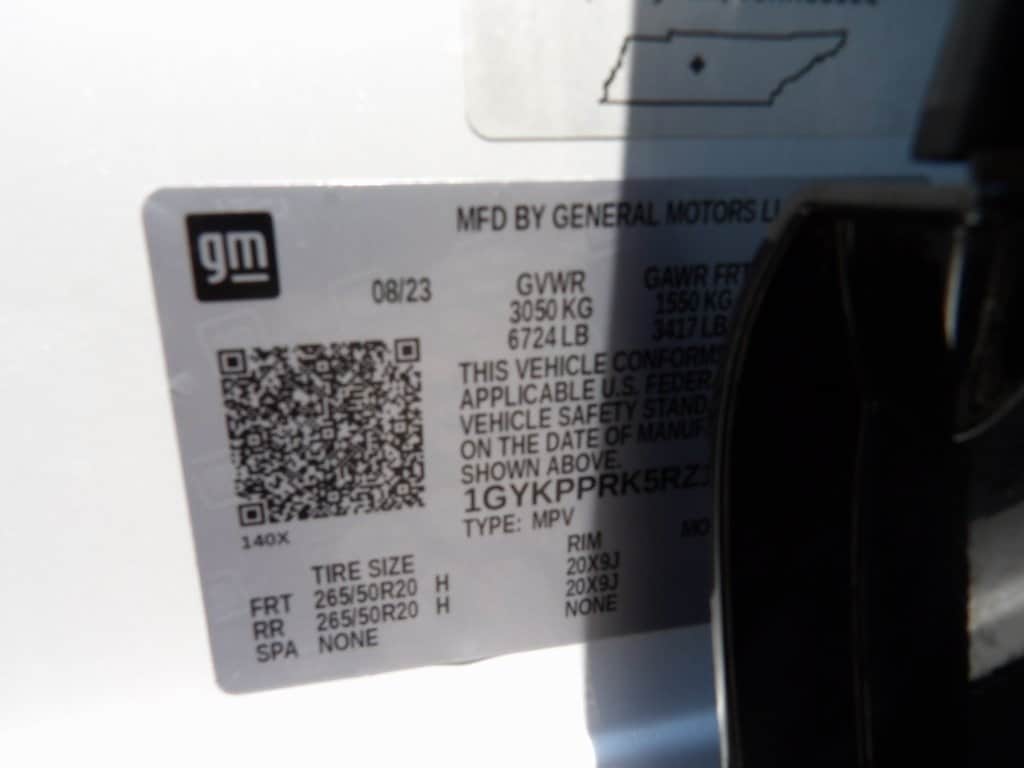 gm
MFD BY GENERAL MOTORS
08/23
GVWR GAWR FRT
3050 KG 1550 KG
6724 LB 3417 LB
THIS VEHICLE CONFORMS
APPLICABLE U.S. FEDER
VEHICLE SAFETY STAND
ON THE DATE OF MANUF
SHOWN ABOVE.
1GYKPPRK5RZ
TYPE: MPV MO
140X
TIRE SIZE RIM
FRT 265/50R20 H 20X9J
RR 265/50R20 H 20X9J
SPA NONE NONE